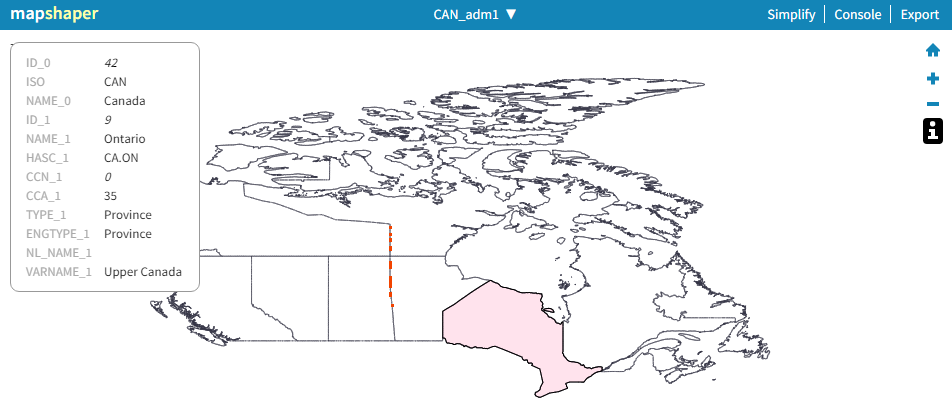 mapshaper
CAN_adm1 ▼
Simplify Console Export
ID_0 42
ISO CAN
NAME_0 Canada
ID_1 9
NAME_1 Ontario
HASC_1 CA.ON
CCN_1 0
CCA_1 35
TYPE_1 Province
ENGTYPE_1 Province
NL_NAME_1
VARNAME_1 Upper Canada